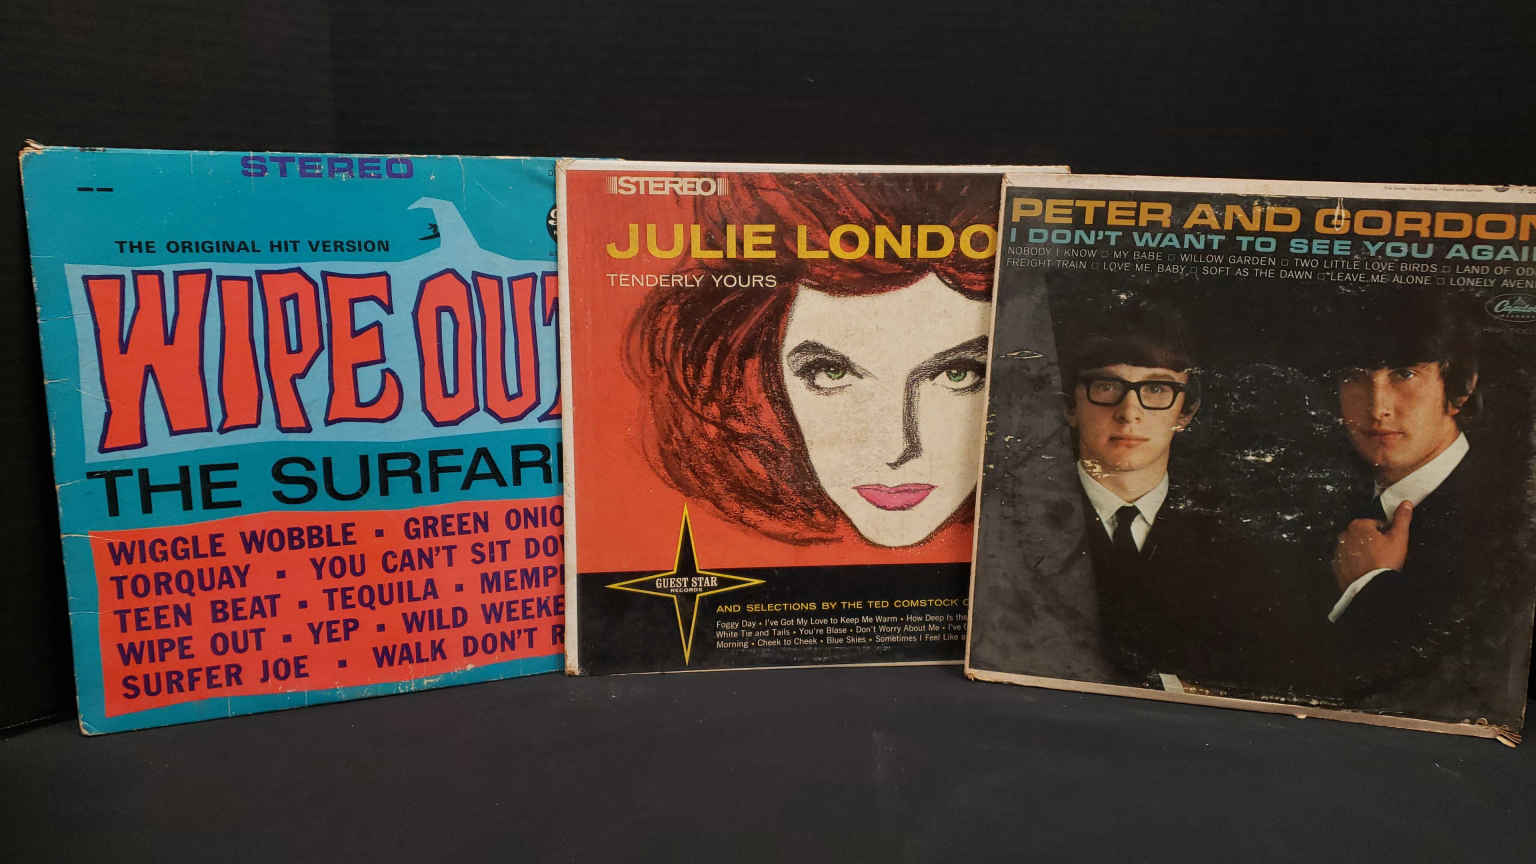 STEREO
THE ORIGINAL HIT VERSION
WIPE OUT
THE SURFAR
WIGGLE WOBBLE · GREEN ONIO
TORQUAY · YOU CAN'T SIT DO
TEEN BEAT · TEQUILA · MEMP
WIPE OUT · YEP · WILD WEEKE
SURFER JOE · WALK DON'T R
STEREO
JULIE LONDO
TENDERLY YOURS
GUEST STAR
RECORDS
AND SELECTIONS BY THE TED COMSTOCK
Foggy Day • I've Got My Love to Keep Me Warm • How Deep Is the
White Tie and Tails • You're Blase • Don't Worry About Me • I've
Morning • Cheek to Cheek • Blue Skies • Sometimes I Feel Like
PETER AND GORDON
I DON'T WANT TO SEE YOU AGAI
NOBODY I KNOW □ MY BABE □ WILLOW GARDEN □ TWO LITTLE LOVE BIRDS □ LAND OF OD
FREIGHT TRAIN □ LOVE ME, BABY □ SOFT AS THE DAWN □ LEAVE ME ALONE □ LONELY AVEN
Capitol